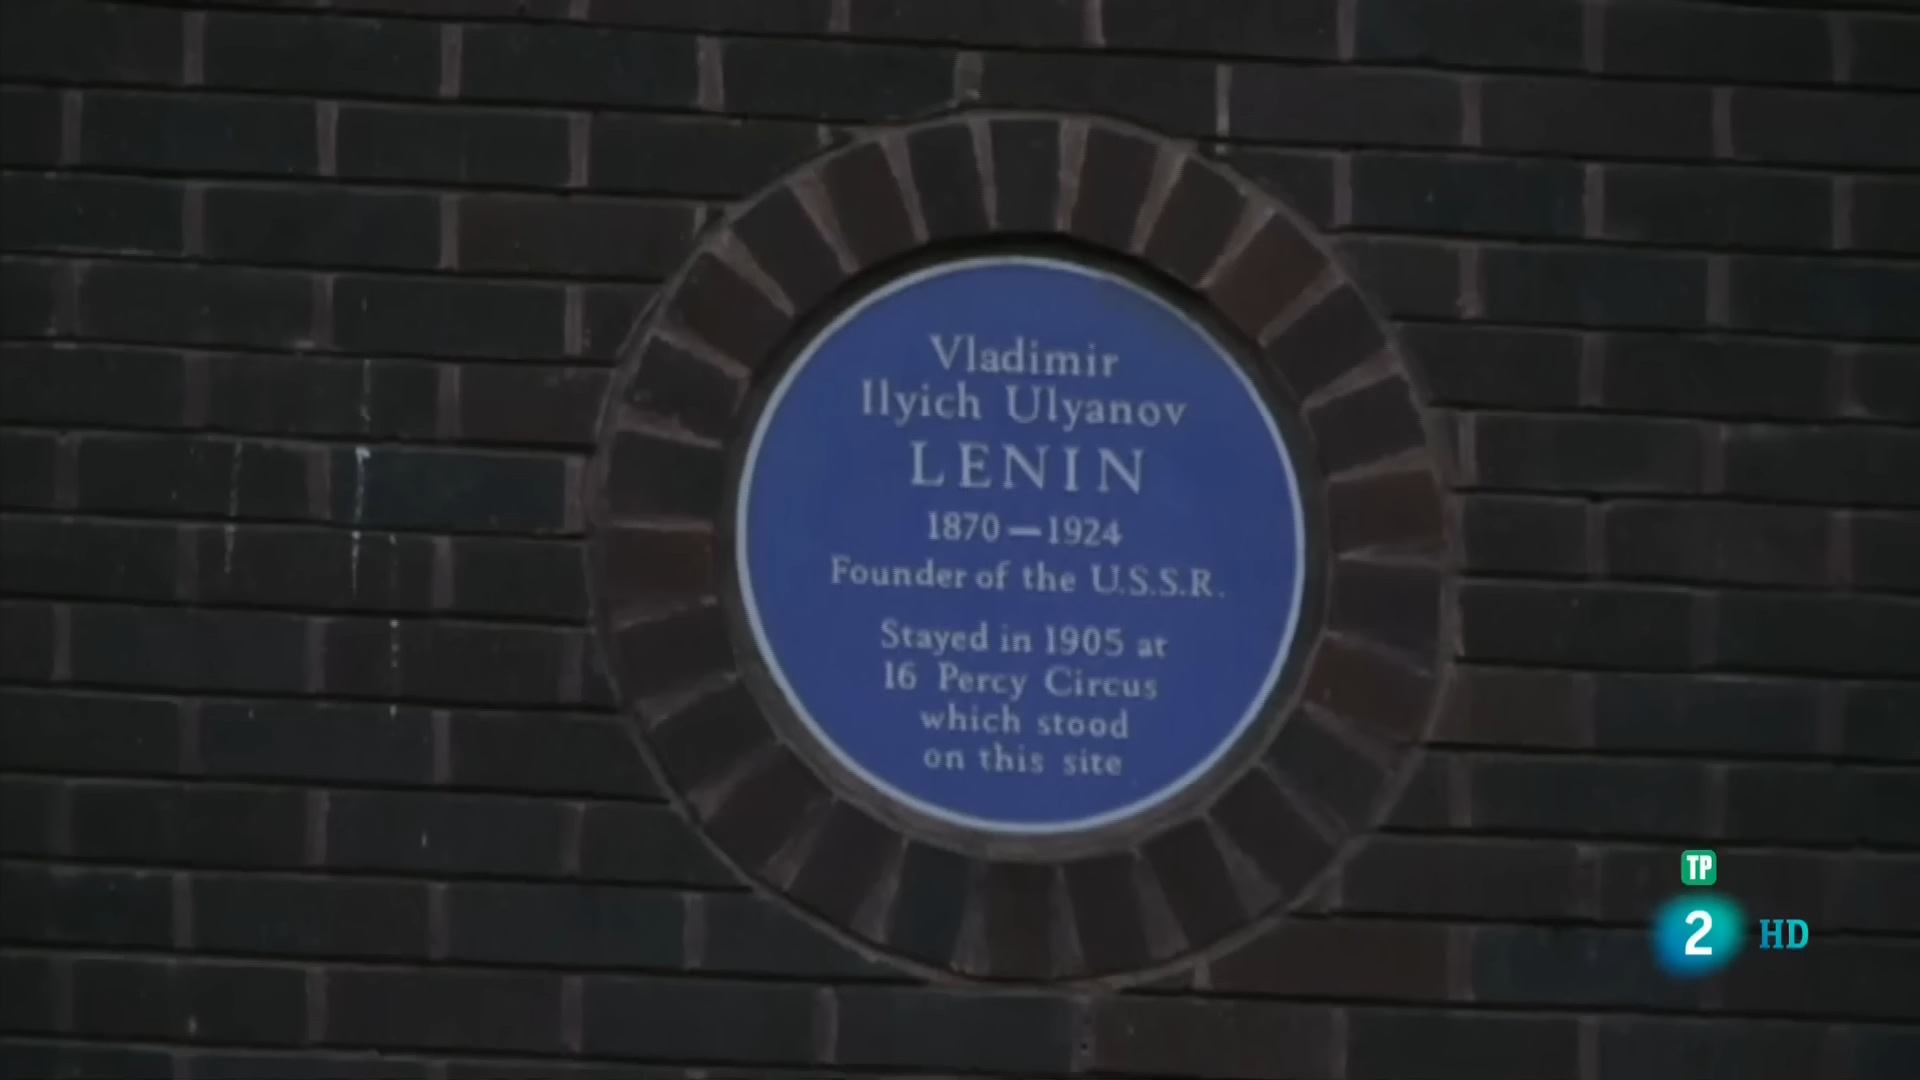 Vladimir
Ilyich Ulyanov
LENIN
1870—1924
Founder of the U.S.S.R.
Stayed in 1905 at
16 Percy Circus
which stood
on this site
TP
2 HD